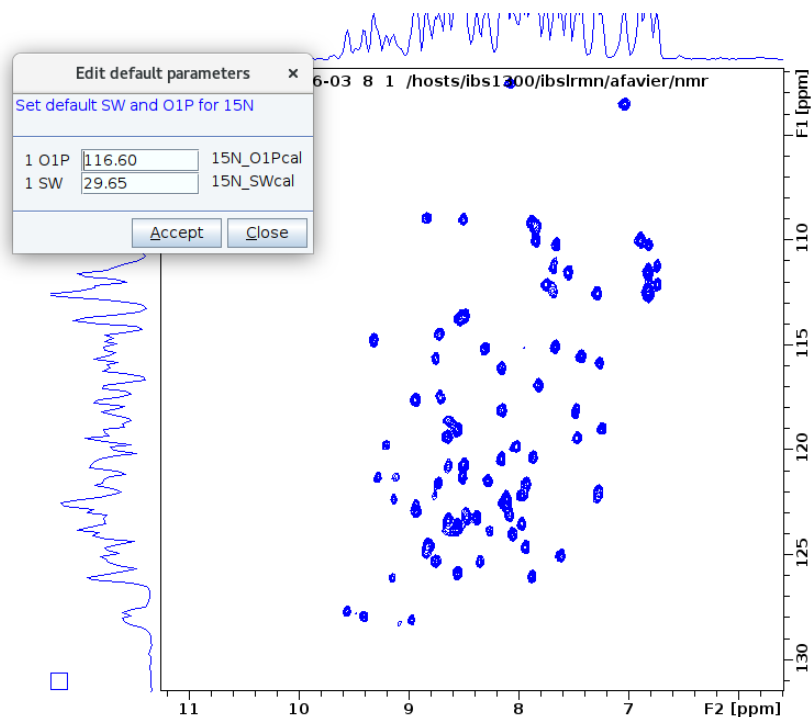 Edit default parameters ×
6-03 8 1 /hosts/ibs1300/ibslrmn/afavier/nmr
Set default SW and O1P for 15N
1 O1P 116.60 15N_O1Pcal
1 SW 29.65 15N_SWcal
Accept Close
F1 [ppm]
110
115
120
125
130
11 10 9 8 7 F2 [ppm]